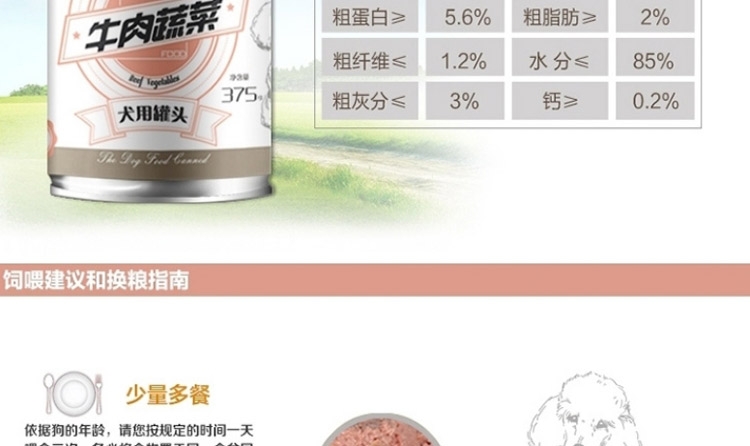 牛肉蔬菜
FOOD
Beef Vegetables
净含量
375
犬用罐头
The Dog Food Canned
粗蛋白≥ 5.6% 粗脂肪≥ 2%
粗纤维≤ 1.2% 水分≤ 85%
粗灰分≤ 3% 钙≥ 0.2%
饲喂建议和换粮指南
少量多餐
依据狗的年龄，请您按规定的时间一天